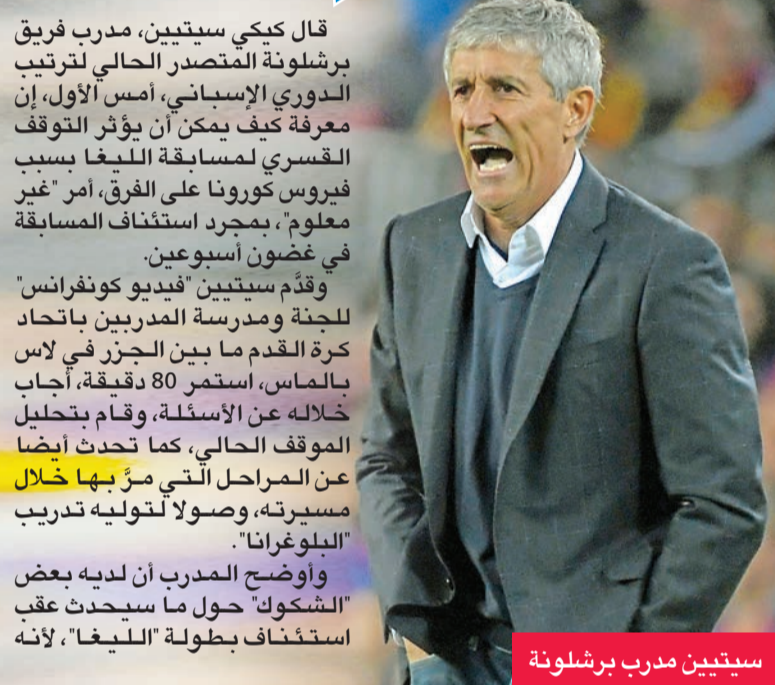 قال كيكي سيتيين، مدرب فريق
برشلونة المتصدر الحالي لترتيب
الدوري الإسباني، أمس الأول، إن
معرفة كيف يمكن أن يؤثر التوقف
القسري لمسابقة الليغا بسبب
فيروس كورونا على الفرق، أمر "غير
معلوم"، بمجرد استئناف المسابقة
في غضون أسبوعين.
وقدَّم سيتيين "فيديو كونفرانس"
للجنة ومدرسة المدربين باتحاد
كرة القدم ما بين الجزر في لاس
بالماس، استمر 80 دقيقة، أجاب
خلاله عن الأسئلة، وقام بتحليل
الموقف الحالي، كما تحدث أيضا
عن المراحل التي مرَّ بها خلال
مسيرته، وصولا لتوليه تدريب
"البلوغرانا".
وأوضح المدرب أن لديه بعض
"الشكوك" حول ما سيحدث عقب
استئناف بطولة "الليغا"، لأنه
سيتيين مدرب برشلونة